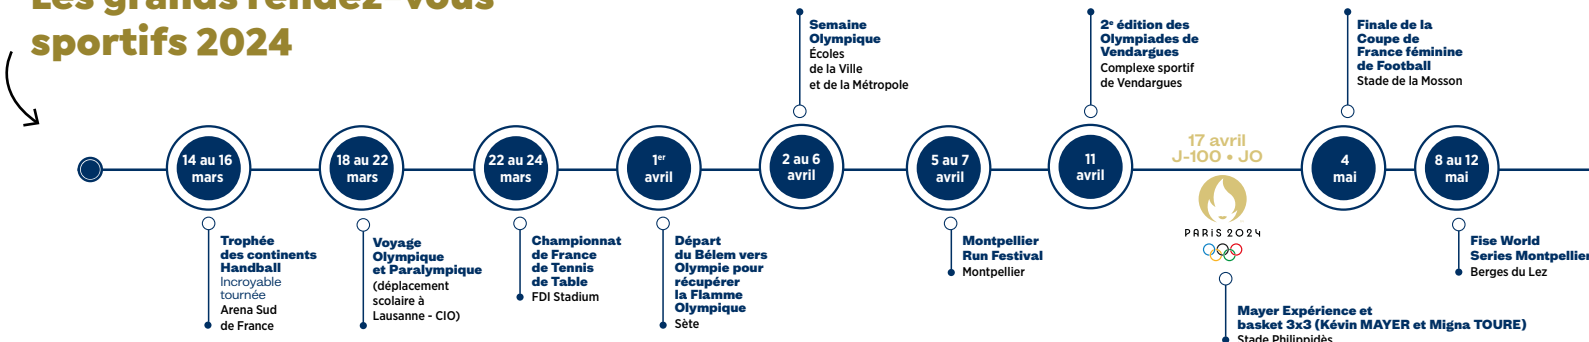 Les grands rendez-vous
sportifs 2024
14 au 16
mars
Trophée
des continents
Handball
Incroyable
tournée
Arena Sud
de France
18 au 22
mars
Voyage
Olympique
et Paralympique
(déplacement
scolaire à
Lausanne - CIO)
22 au 24
mars
Championnat
de France
de Tennis
de Table
FDI Stadium
1er
avril
Départ
du Bélem vers
Olympie pour
récupérer
la Flamme
Olympique
Sète
Semaine
Olympique
Écoles
de la Ville
et de la Métropole
2 au 6
avril
5 au 7
avril
Montpellier
Run Festival
Montpellier
2e édition des
Olympiades de
Vendargues
Complexe sportif
de Vendargues
11
avril
17 avril
J-100 • JO
PARIS 2024
Mayer Expérience et
basket 3x3 (Kévin MAYER et Migna TOURE)
Stade Philippidès
Finale de la
Coupe de
France féminine
de Football
Stade de la Mosson
4
mai
8 au 12
mai
Fise World
Series Montpellier
Berges du Lez